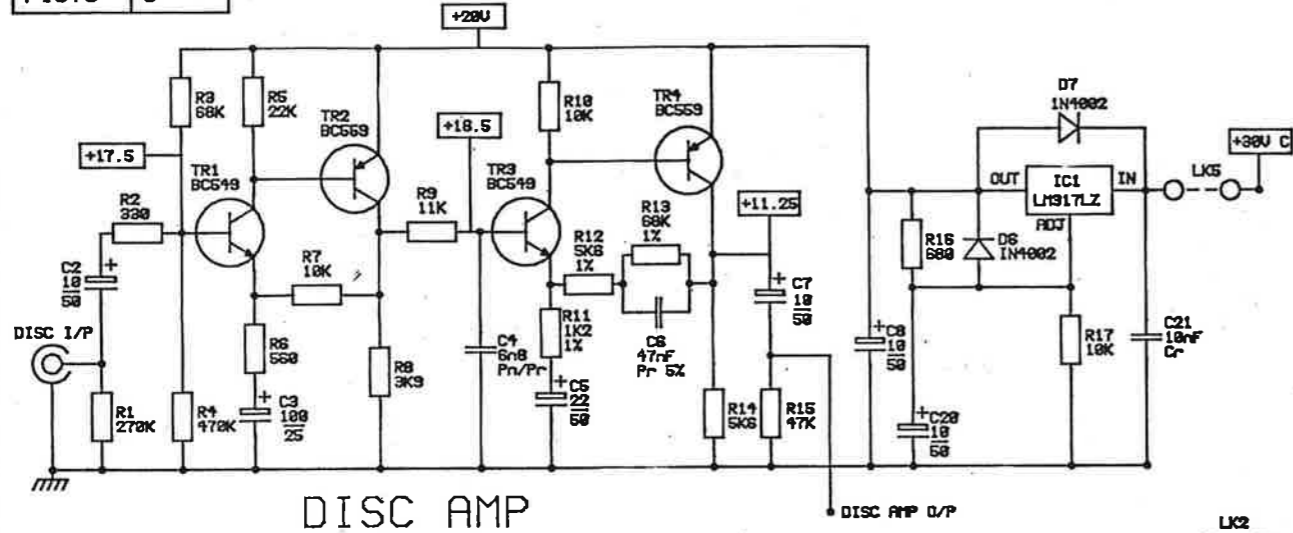 +20V
R3
68K
R5
22K
TR2
BC559
+17.5
TR1
BC549
R2
330
C2
10
50
DISC I/P
R1
270K
R4
470K
R7
10K
R6
560
C3
100
25
R8
3K9
+18.5
R9
11K
R10
10K
TR3
BC549
TR4
BC559
C4
6n8
Pn/Pr
R12
5K6
1%
R13
68K
1%
R11
1K2
1%
C6
47nF
Pr 5%
C5
22
50
+11.25
C7
10
50
R14
5K6
R15
47K
DISC AMP O/P
C8
10
50
D7
1N4002
OUT
IC1
LM317LZ
IN
ADJ
LK5
+30V C
R16
680
D6
1N4002
R17
10K
C20
10
50
C21
10nF
Cr
DISC AMP
LK2